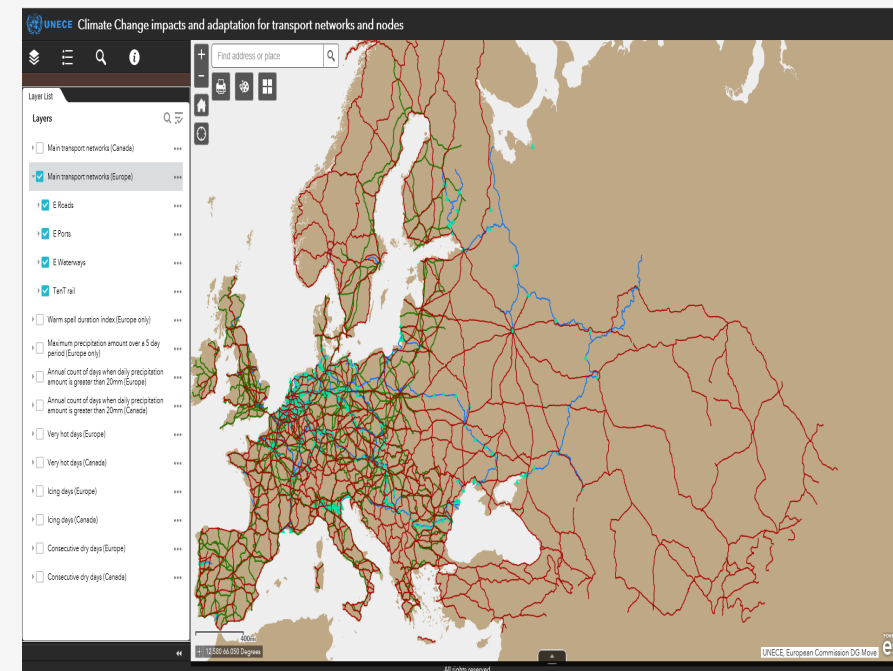 UNECE Climate Change impacts and adaptation for transport networks and nodes
Find address or place
Layer List
Layers
Main transport networks (Canada)
Main transport networks (Europe)
E Roads
E Ports
E Waterways
TenT rail
Warm spell duration index (Europe only)
Maximum precipitation amount over a 5 day
period (Europe only)
Annual count of days when daily precipitation
amount is greater than 20mm (Europe)
Annual count of days when daily precipitation
amount is greater than 20mm (Canada)
Very hot days (Europe)
Very hot days (Canada)
Icing days (Europe)
Icing days (Canada)
Consecutive dry days (Europe)
Consecutive dry days (Canada)
400mi
12.580 66.050 Degrees
UNECE, European Commission DG Move
All rights reserved